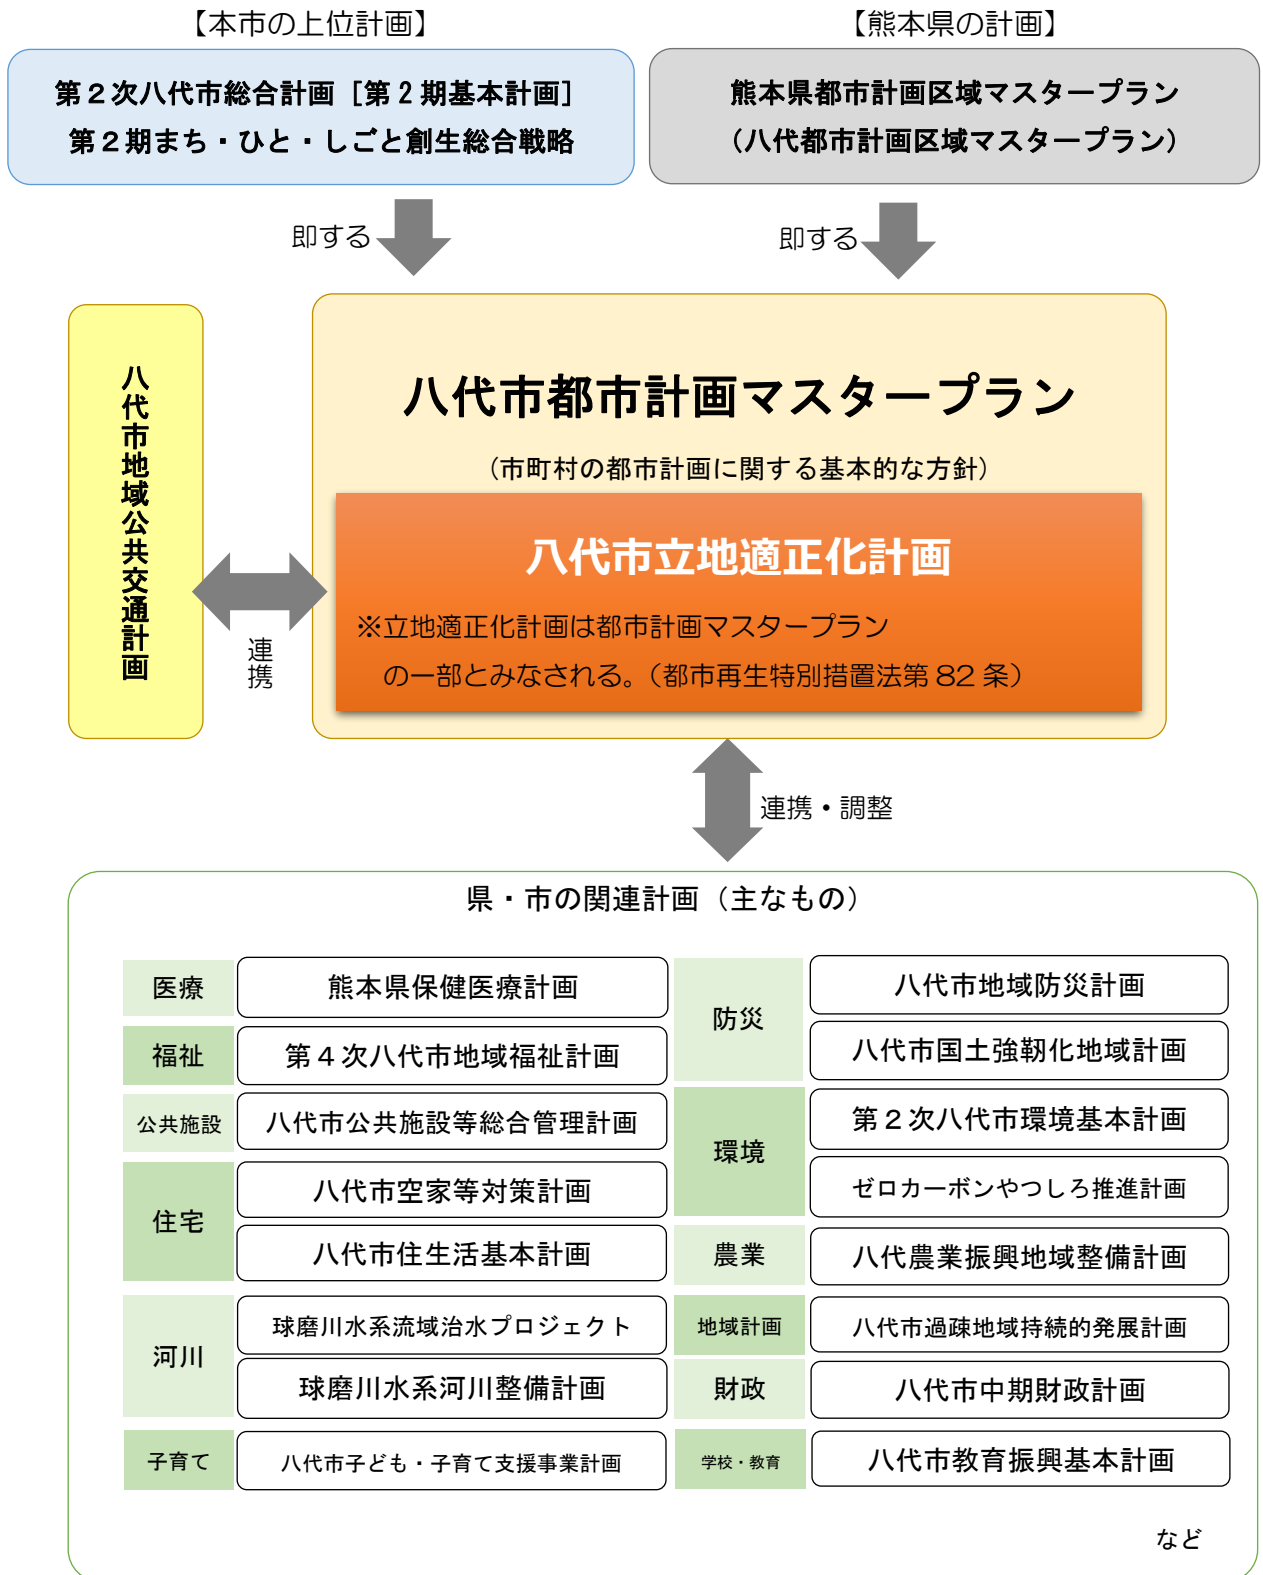 【本市の上位計画】
【熊本県の計画】
第２次八代市総合計画［第２期基本計画］
第２期まち・ひと・しごと創生総合戦略
熊本県都市計画区域マスタープラン
（八代都市計画区域マスタープラン）
即する
即する
八代市地域公共交通計画
八代市都市計画マスタープラン
（市町村の都市計画に関する基本的な方針）
八代市立地適正化計画
※立地適正化計画は都市計画マスタープラン
の一部とみなされる。（都市再生特別措置法第 82 条）
連携
連携・調整
県・市の関連計画（主なもの）
医療
熊本県保健医療計画
福祉
第４次八代市地域福祉計画
公共施設
八代市公共施設等総合管理計画
住宅
八代市空家等対策計画
八代市住生活基本計画
河川
球磨川水系流域治水プロジェクト
球磨川水系河川整備計画
子育て
八代市子ども・子育て支援事業計画
防災
八代市地域防災計画
八代市国土強靭化地域計画
環境
第２次八代市環境基本計画
ゼロカーボンやつしろ推進計画
農業
八代農業振興地域整備計画
地域計画
八代市過疎地域持続的発展計画
財政
八代市中期財政計画
学校・教育
八代市教育振興基本計画
など